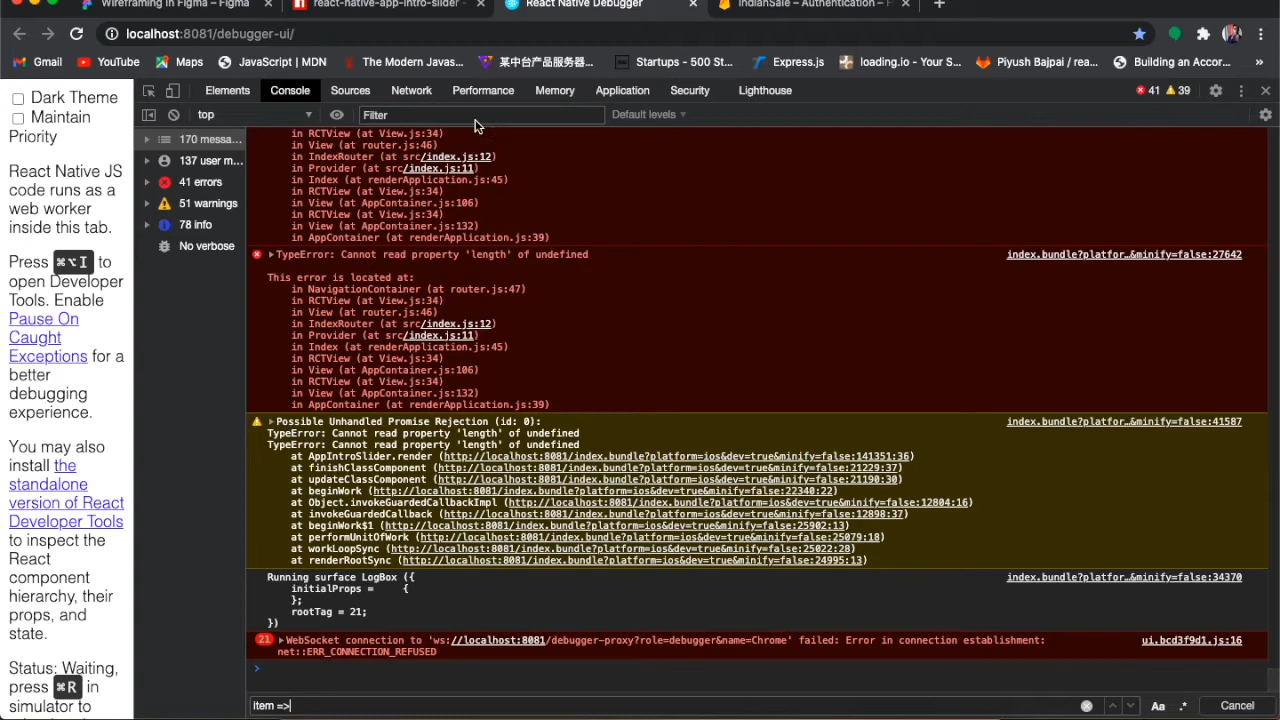 Wireframing in Figma – Figma
react-native-app-intro-slider
React Native Debugger
IndianSale – Authentication –
localhost:8081/debugger-ui/
Gmail
YouTube
Maps
JavaScript | MDN
The Modern Javas...
某中台产品服务器...
Startups - 500 St...
Express.js
loading.io - Your S...
Piyush Bajpai / rea...
Building an Accor...
»
Dark Theme
Maintain
Priority
React Native JS
code runs as a
web worker
inside this tab.
Press ⌘⌥I to
open Developer
Tools. Enable
Pause On
Caught
Exceptions for a
better
debugging
experience.
You may also
install the
standalone
version of React
Developer Tools
to inspect the
React
component
hierarchy, their
props, and
state.
Status: Waiting,
press ⌘R in
simulator to
Elements Console Sources Network Performance Memory Application Security Lighthouse 41 39
top Filter Default levels
170 messa...
137 user m...
41 errors
51 warnings
78 info
No verbose
in RCTView (at View.js:34)
in View (at router.js:46)
in IndexRouter (at src/index.js:12)
in Provider (at src/index.js:11)
in Index (at renderApplication.js:45)
in RCTView (at View.js:34)
in View (at AppContainer.js:106)
in RCTView (at View.js:34)
in View (at AppContainer.js:132)
in AppContainer (at renderApplication.js:39)
TypeError: Cannot read property 'length' of undefined index.bundle?platfor…&minify=false:27642
This error is located at:
in NavigationContainer (at router.js:47)
in RCTView (at View.js:34)
in View (at router.js:46)
in IndexRouter (at src/index.js:12)
in Provider (at src/index.js:11)
in Index (at renderApplication.js:45)
in RCTView (at View.js:34)
in View (at AppContainer.js:106)
in RCTView (at View.js:34)
in View (at AppContainer.js:132)
in AppContainer (at renderApplication.js:39)
Possible Unhandled Promise Rejection (id: 0): index.bundle?platfor…&minify=false:41587
TypeError: Cannot read property 'length' of undefined
TypeError: Cannot read property 'length' of undefined
at AppIntroSlider.render (http://localhost:8081/index.bundle?platform=ios&dev=true&minify=false:141351:36)
at finishClassComponent (http://localhost:8081/index.bundle?platform=ios&dev=true&minify=false:21229:37)
at updateClassComponent (http://localhost:8081/index.bundle?platform=ios&dev=true&minify=false:21190:30)
at beginWork (http://localhost:8081/index.bundle?platform=ios&dev=true&minify=false:22340:22)
at Object.invokeGuardedCallbackImpl (http://localhost:8081/index.bundle?platform=ios&dev=true&minify=false:12804:16)
at invokeGuardedCallback (http://localhost:8081/index.bundle?platform=ios&dev=true&minify=false:12898:37)
at beginWork$1 (http://localhost:8081/index.bundle?platform=ios&dev=true&minify=false:25902:13)
at performUnitOfWork (http://localhost:8081/index.bundle?platform=ios&dev=true&minify=false:25079:18)
at workLoopSync (http://localhost:8081/index.bundle?platform=ios&dev=true&minify=false:25022:28)
at renderRootSync (http://localhost:8081/index.bundle?platform=ios&dev=true&minify=false:24995:13)
Running surface LogBox ({ index.bundle?platfor…&minify=false:34370
initialProps = {
};
rootTag = 21;
})
21 WebSocket connection to 'ws://localhost:8081/debugger-proxy?role=debugger&name=Chrome' failed: Error in connection establishment: ui.bcd3f9d1.js:16
net::ERR_CONNECTION_REFUSED
item => Aa .* Cancel